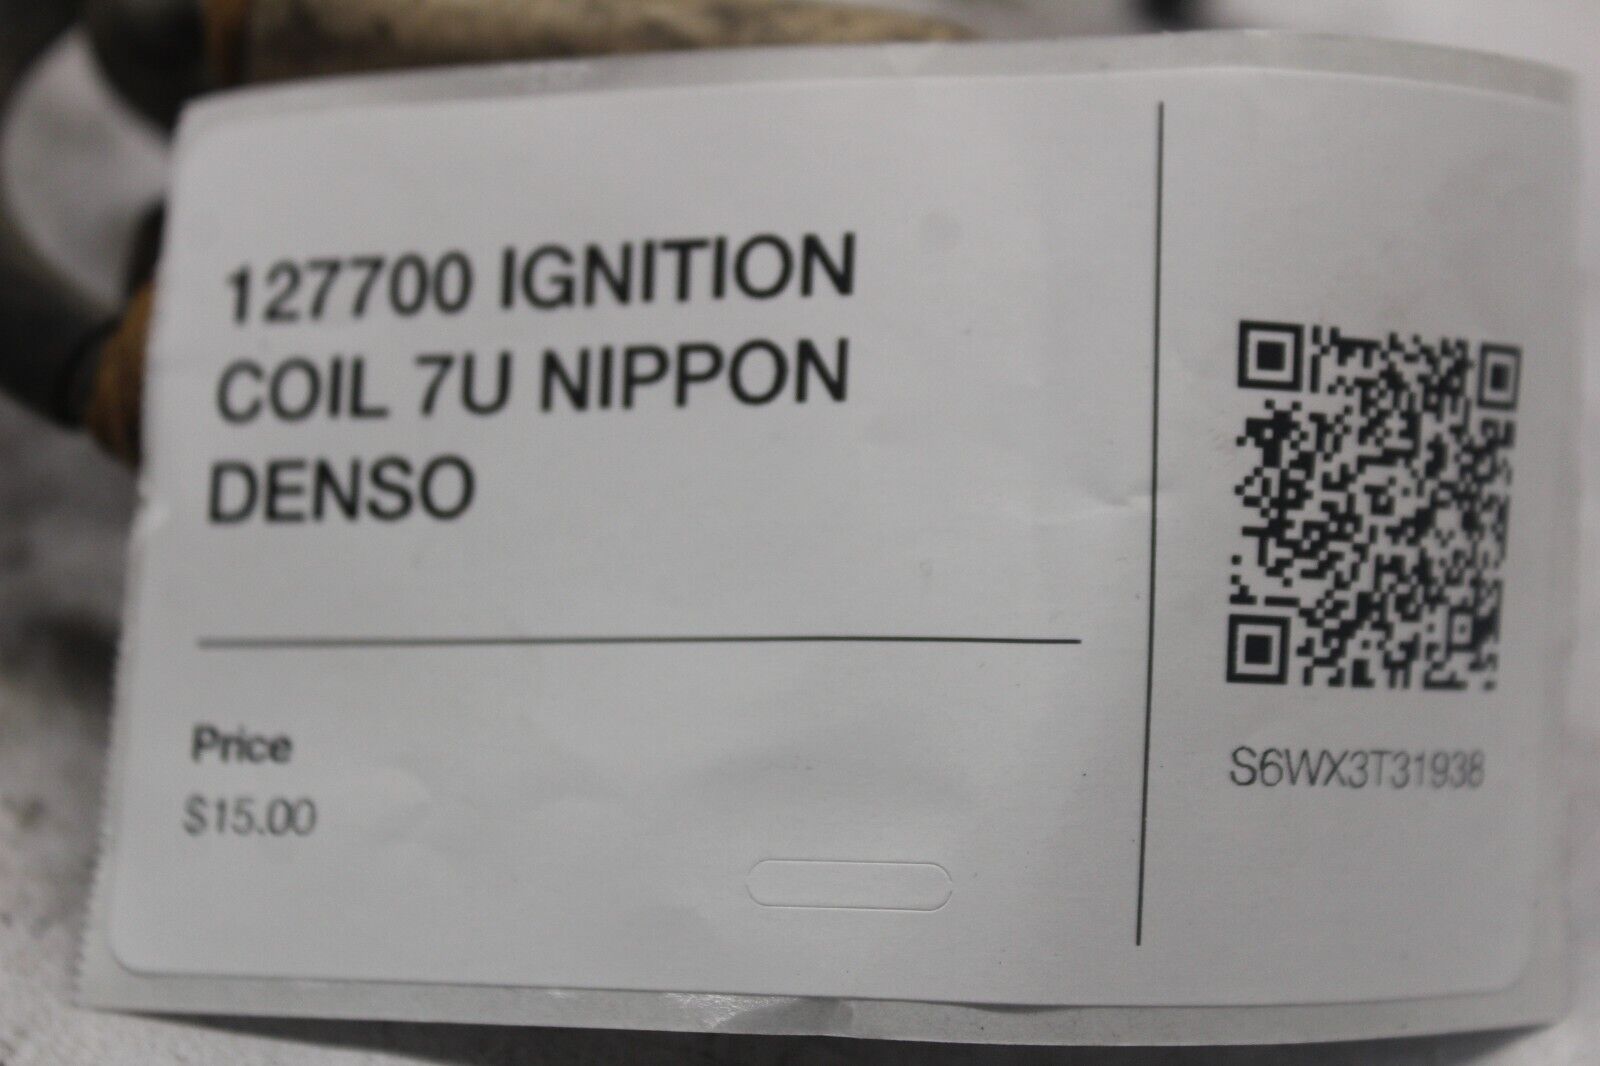 127700 IGNITION
COIL 7U NIPPON
DENSO
Price
$15.00
S6WX3T31938